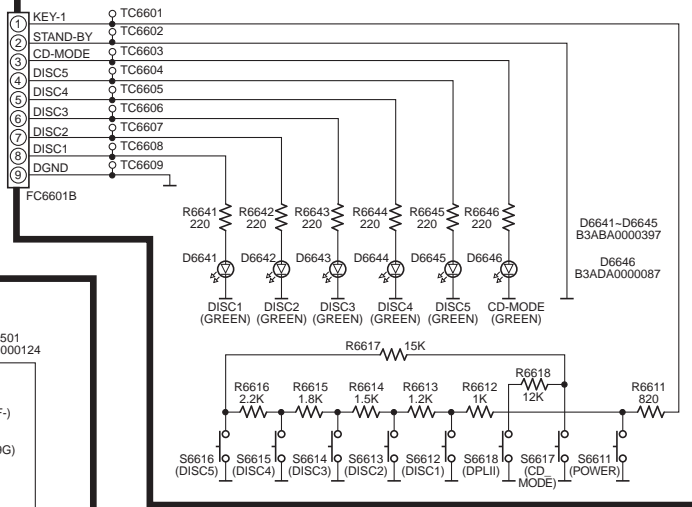 1 KEY-1 TC6601
2 STAND-BY TC6602
3 CD-MODE TC6603
4 DISC5 TC6604
5 DISC4 TC6605
6 DISC3 TC6606
7 DISC2 TC6607
8 DISC1 TC6608
9 DGND TC6609
FC6601B
R6641 R6642 R6643 R6644 R6645 R6646
220 220 220 220 220 220
D6641~D6645
B3ABA0000397
D6641 D6642 D6643 D6644 D6645 D6646
D6646
B3ADA0000087
DISC1 DISC2 DISC3 DISC4 DISC5 CD-MODE
(GREEN) (GREEN) (GREEN) (GREEN) (GREEN) (GREEN)
501
000124
R6617 15K
R6618
12K
R6616 R6615 R6614 R6613 R6612 R6611
2.2K 1.8K 1.5K 1.2K 1K 820
F-)
9G)
S6616 S6615 S6614 S6613 S6612 S6618 S6617 S6611
(DISC5) (DISC4) (DISC3) (DISC2) (DISC1) (DPLII) (CD_ (POWER)
MODE)